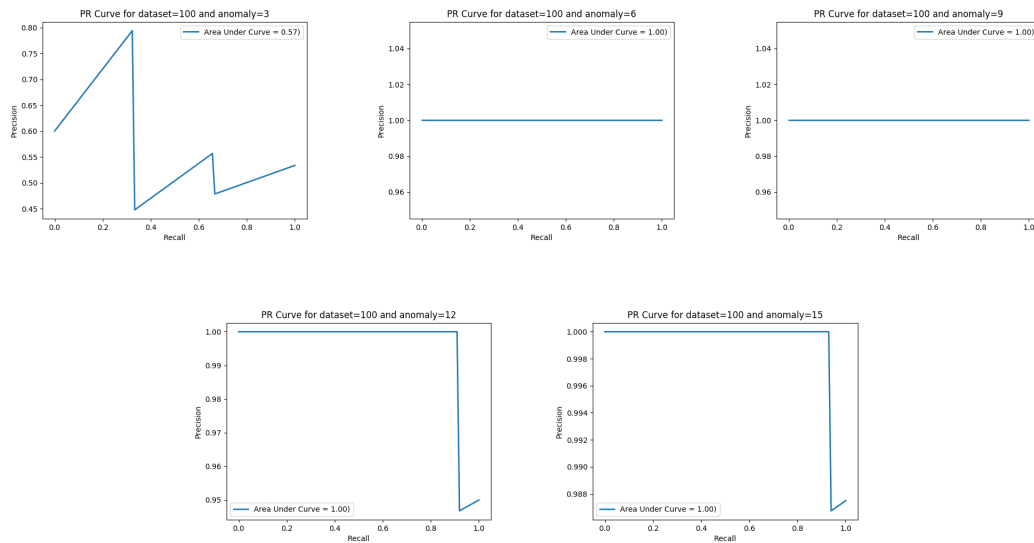 PR Curve for dataset=100 and anomaly=3
Area Under Curve = 0.57)
0.80
0.75
0.70
0.65
0.60
0.55
0.50
0.45
Precision
0.0 0.2 0.4 0.6 0.8 1.0
Recall
PR Curve for dataset=100 and anomaly=6
Area Under Curve = 1.00)
1.04
1.02
1.00
0.98
0.96
Precision
0.0 0.2 0.4 0.6 0.8 1.0
Recall
PR Curve for dataset=100 and anomaly=9
Area Under Curve = 1.00)
1.04
1.02
1.00
0.98
0.96
Precision
0.0 0.2 0.4 0.6 0.8 1.0
Recall
PR Curve for dataset=100 and anomaly=12
1.00
0.99
0.98
0.97
0.96
0.95
Precision
Area Under Curve = 1.00)
0.0 0.2 0.4 0.6 0.8 1.0
Recall
PR Curve for dataset=100 and anomaly=15
1.000
0.998
0.996
0.994
0.992
0.990
0.988
Precision
Area Under Curve = 1.00)
0.0 0.2 0.4 0.6 0.8 1.0
Recall